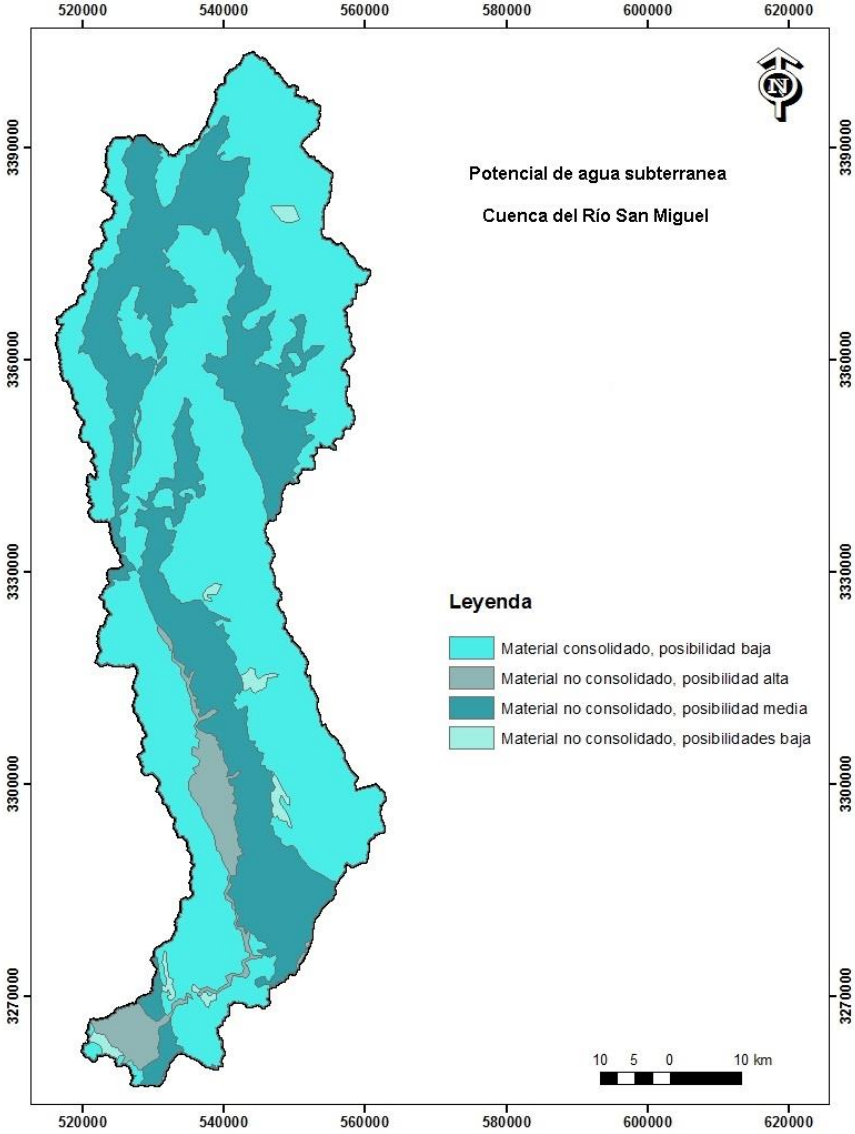 520000 540000 560000 580000 600000 620000
N
Potencial de agua subterranea
Cuenca del Río San Miguel
3390000 3390000
3360000 3360000
3330000 3330000
Leyenda
Material consolidado, posibilidad baja
Material no consolidado, posibilidad alta
Material no consolidado, posibilidad media
Material no consolidado, posibilidades baja
3300000 3300000
3270000 3270000
10 5 0 10 km
520000 540000 560000 580000 600000 620000